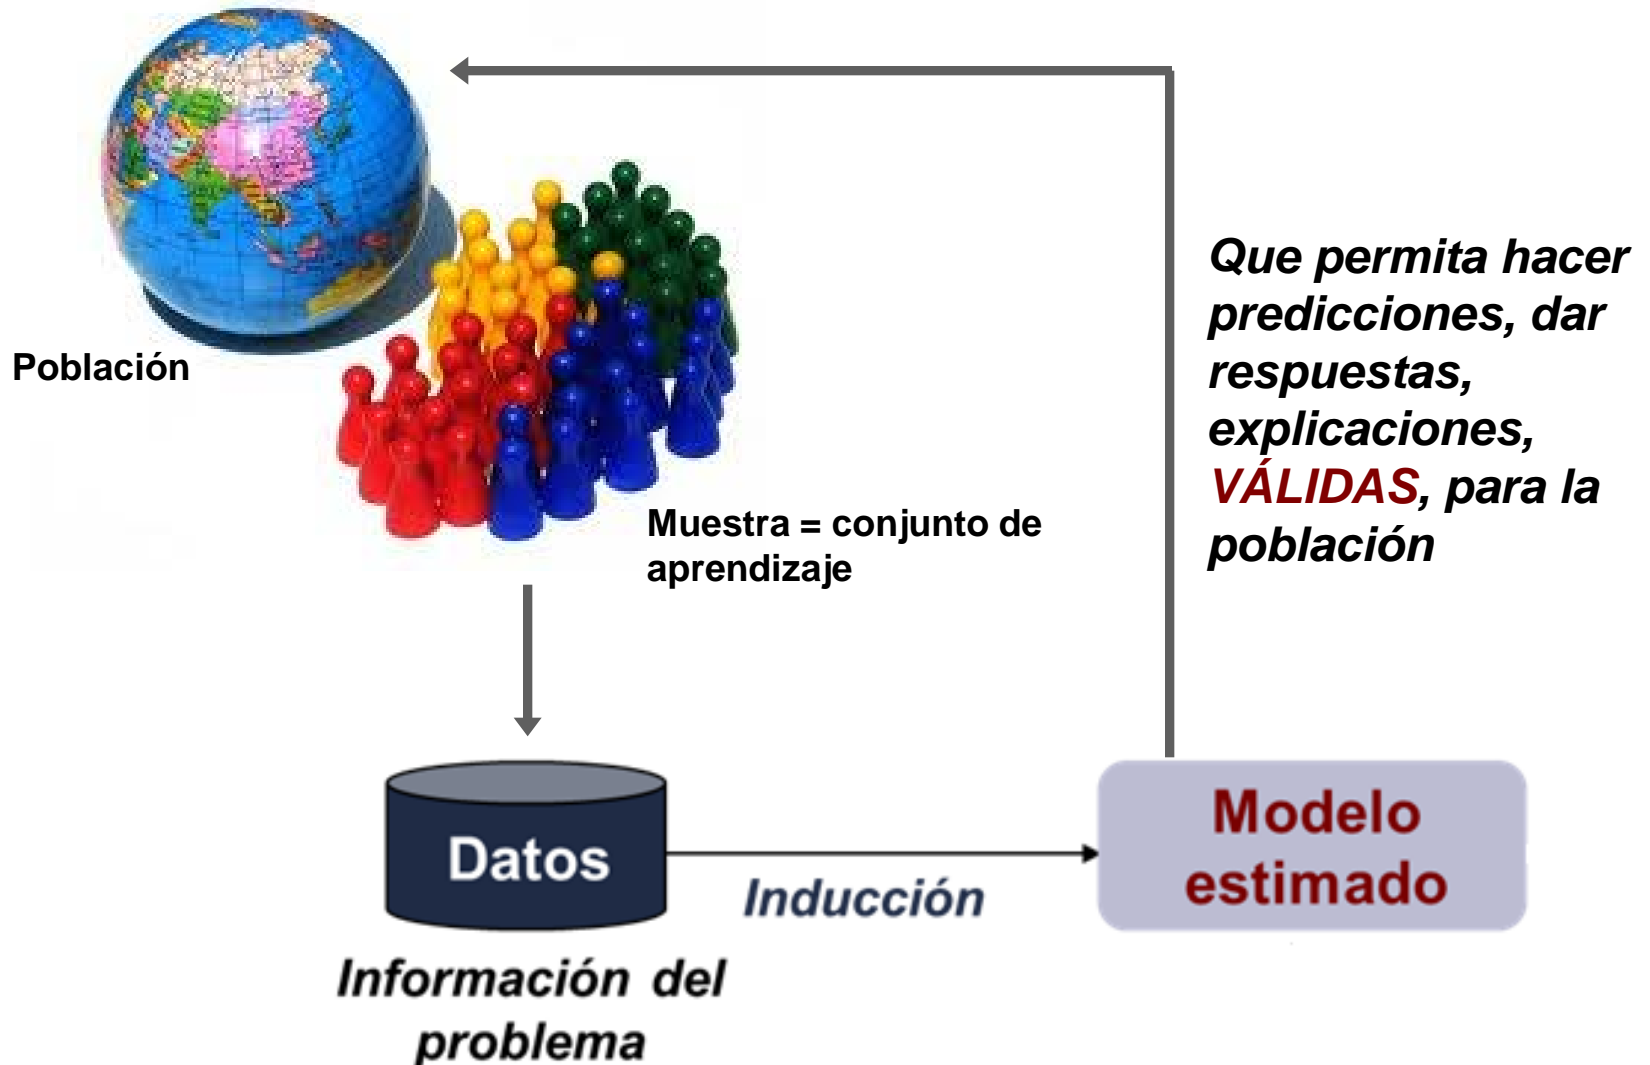 Población
Muestra = conjunto de
aprendizaje
Que permita hacer
predicciones, dar
respuestas,
explicaciones,
VÁLIDAS, para la
población
Datos
Inducción
Modelo
estimado
Información del
problema